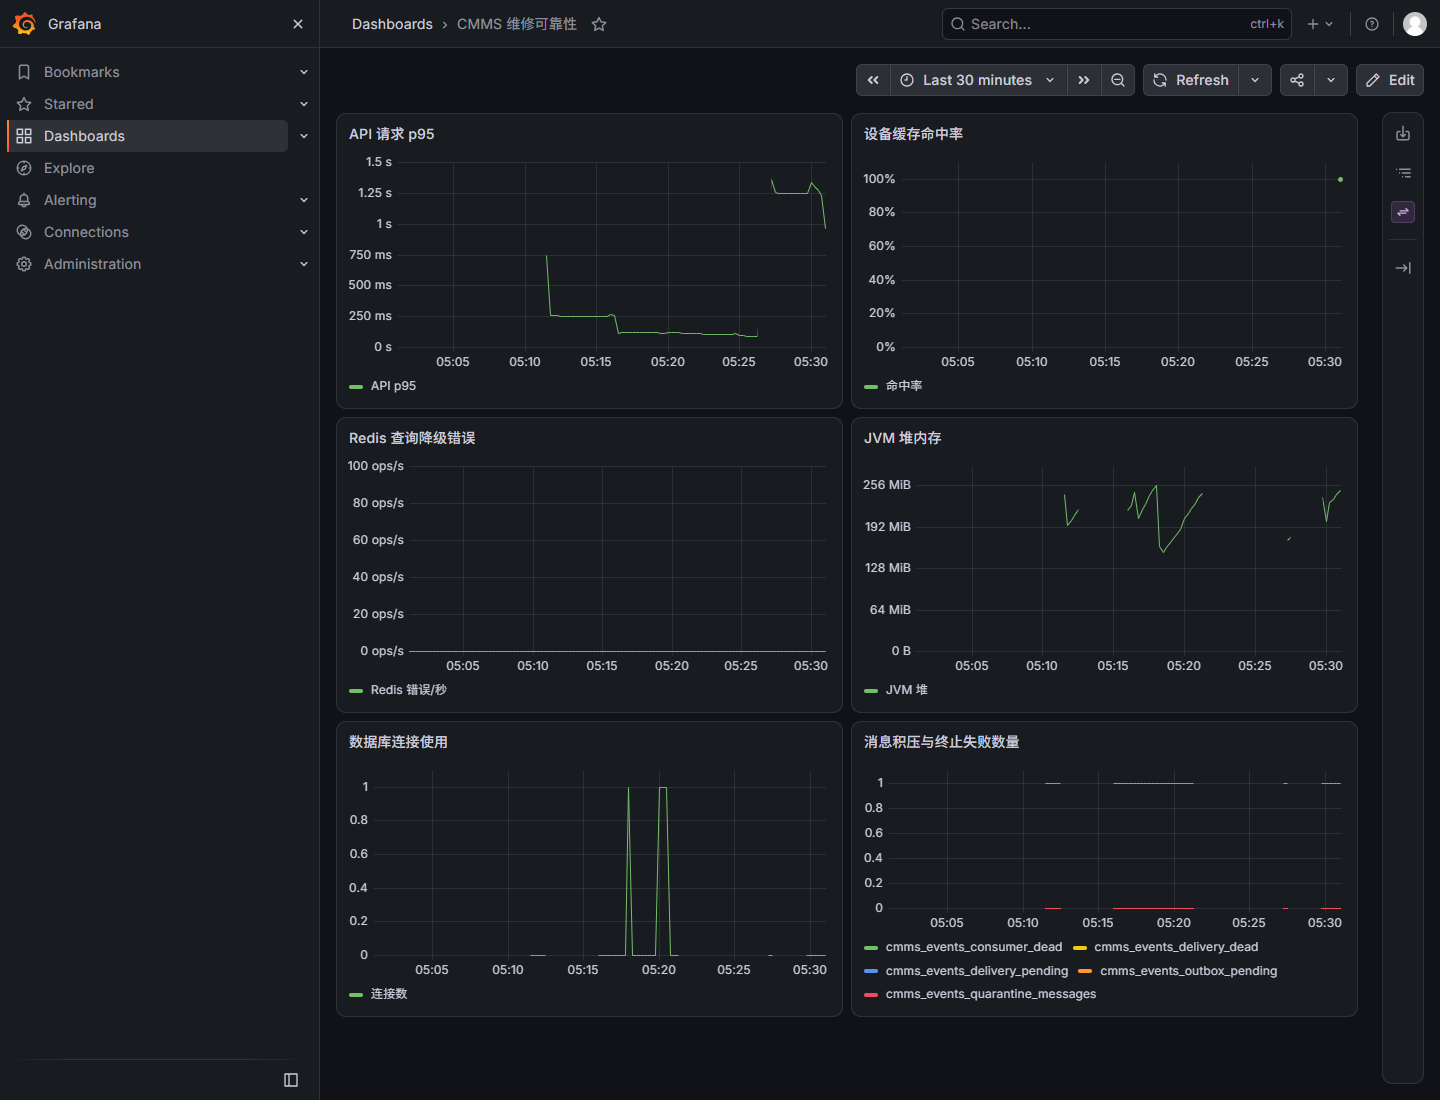 Grafana
Dashboards › CMMS 维修可靠性
Search...
ctrl+k
Bookmarks
Starred
Dashboards
Explore
Alerting
Connections
Administration
Last 30 minutes
Refresh
Edit
API 请求 p95
1.5 s
1.25 s
1 s
750 ms
500 ms
250 ms
0 s
05:05 05:10 05:15 05:20 05:25 05:30
API p95
设备缓存命中率
100%
80%
60%
40%
20%
0%
05:05 05:10 05:15 05:20 05:25 05:30
命中率
Redis 查询降级错误
100 ops/s
80 ops/s
60 ops/s
40 ops/s
20 ops/s
0 ops/s
05:05 05:10 05:15 05:20 05:25 05:30
Redis 错误/秒
JVM 堆内存
256 MiB
192 MiB
128 MiB
64 MiB
0 B
05:05 05:10 05:15 05:20 05:25 05:30
JVM 堆
数据库连接使用
1
0.8
0.6
0.4
0.2
0
05:05 05:10 05:15 05:20 05:25 05:30
连接数
消息积压与终止失败数量
1
0.8
0.6
0.4
0.2
0
05:05 05:10 05:15 05:20 05:25 05:30
cmms_events_consumer_dead cmms_events_delivery_dead
cmms_events_delivery_pending cmms_events_outbox_pending
cmms_events_quarantine_messages